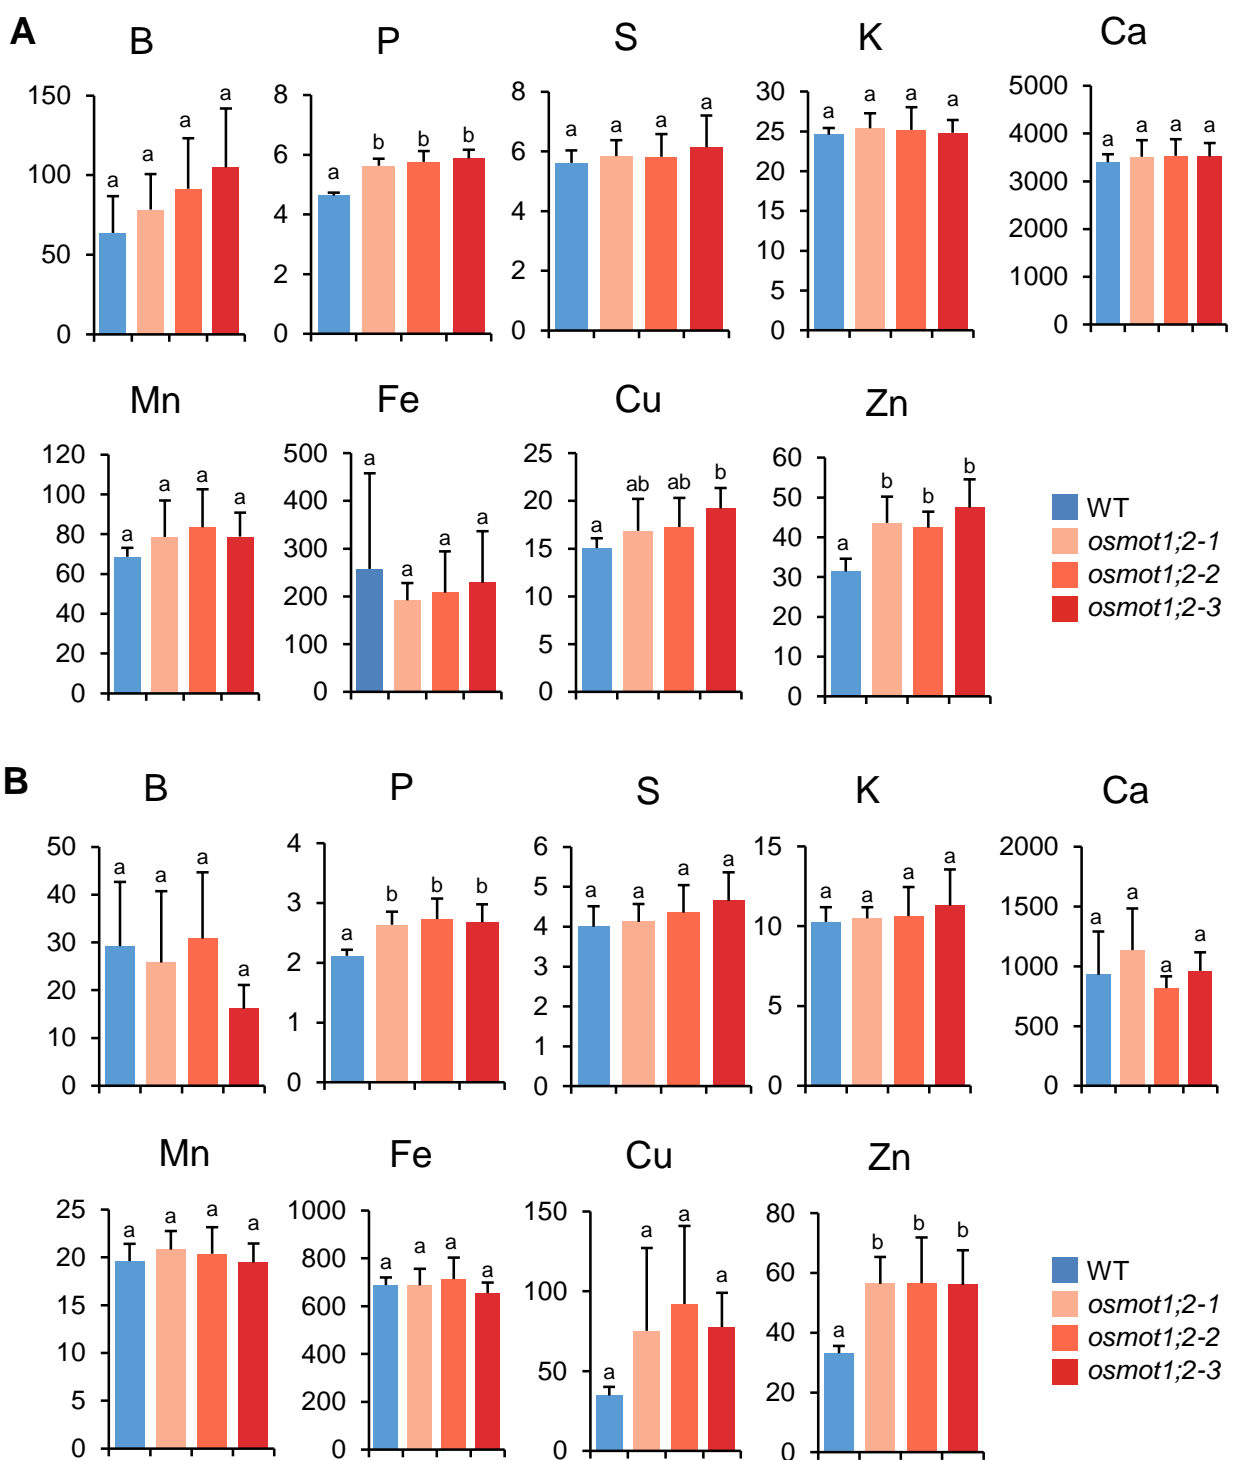 A
B P S K Ca
150 100 50 0
a a a a
8 6 4 2 0
a b b b
8 6 4 2 0
a a a a
30 25 20 15 10 5 0
a a a a
5000 4000 3000 2000 1000 0
a a a a
Mn Fe Cu Zn
120 100 80 60 40 20 0
a a a a
500 400 300 200 100 0
a a a a
25 20 15 10 5 0
a ab ab b
60 50 40 30 20 10 0
a b b b
WT
osmot1;2-1
osmot1;2-2
osmot1;2-3
B
B P S K Ca
50 40 30 20 10 0
a a a a
4 3 2 1 0
a b b b
6 5 4 3 2 1 0
a a a a
15 10 5 0
a a a a
2000 1500 1000 500 0
a a a a
Mn Fe Cu Zn
25 20 15 10 5 0
a a a a
1000 800 600 400 200 0
a a a a
150 100 50 0
a a a a
80 60 40 20 0
a b b b
WT
osmot1;2-1
osmot1;2-2
osmot1;2-3